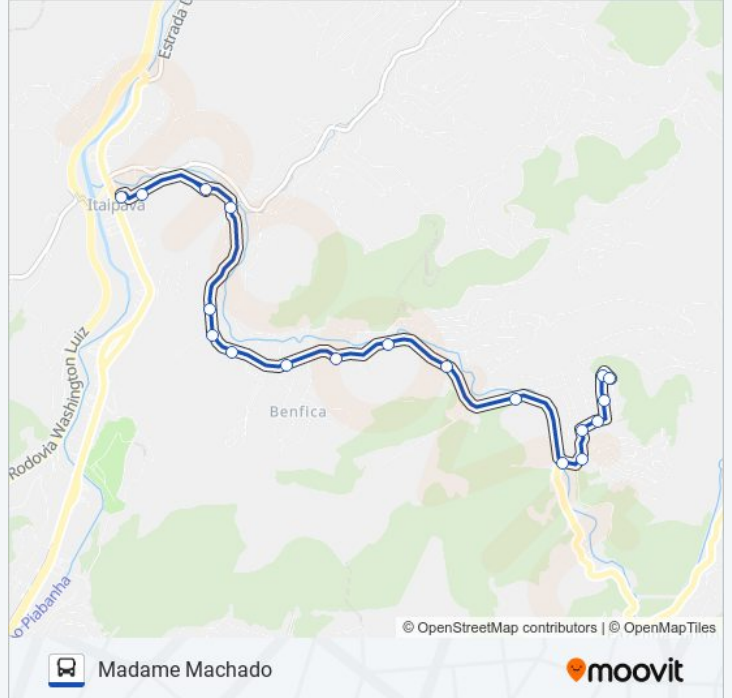 Estrada U
Itaipava
Rodovia Washington Luiz
Benfica
o Piabanha
© OpenStreetMap contributors | © OpenMapTiles
Madame Machado
moovit